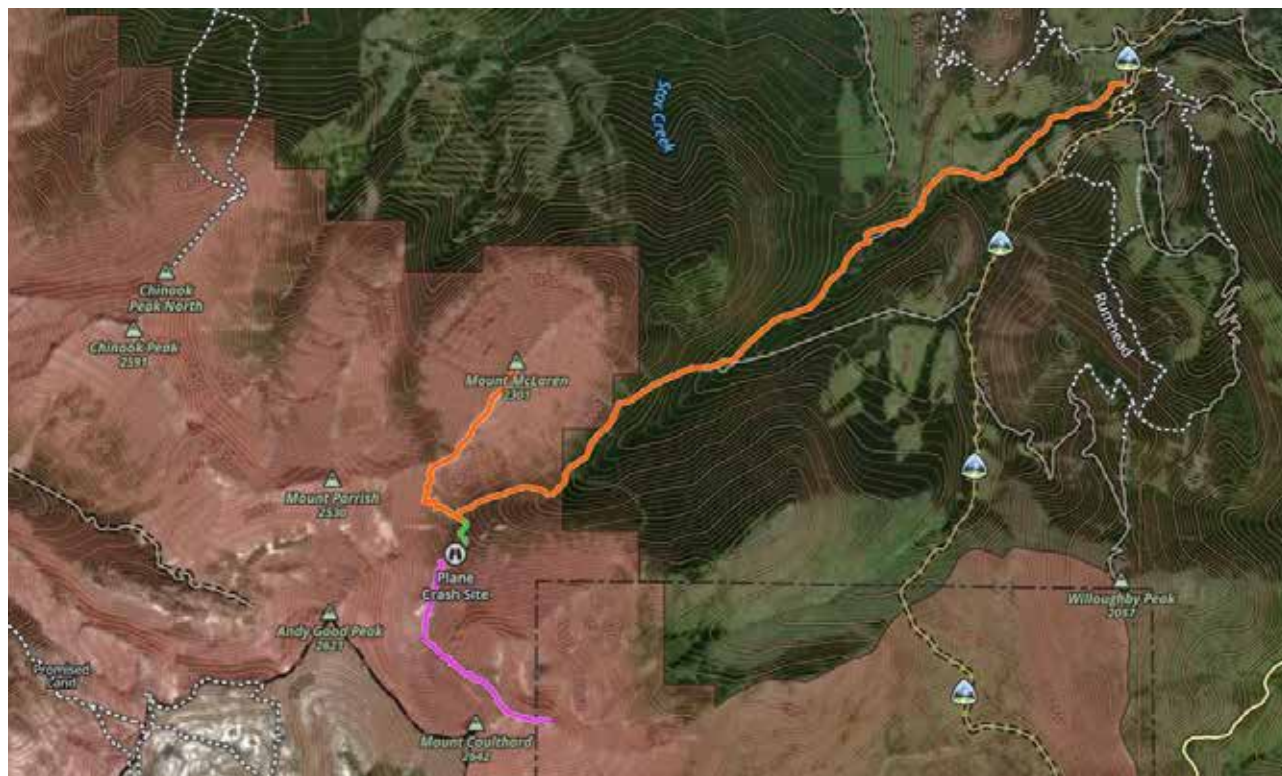 Star Creek
Chinook
Peak North
Chinook Peak
2591
Rumhead
Mount McLaren
2301
Mount Parrish
2530
Plane
Crash Site
Willoughby Peak
2057
Andy Good Peak
2621
Promised
Land
Mount Coulthard
2642